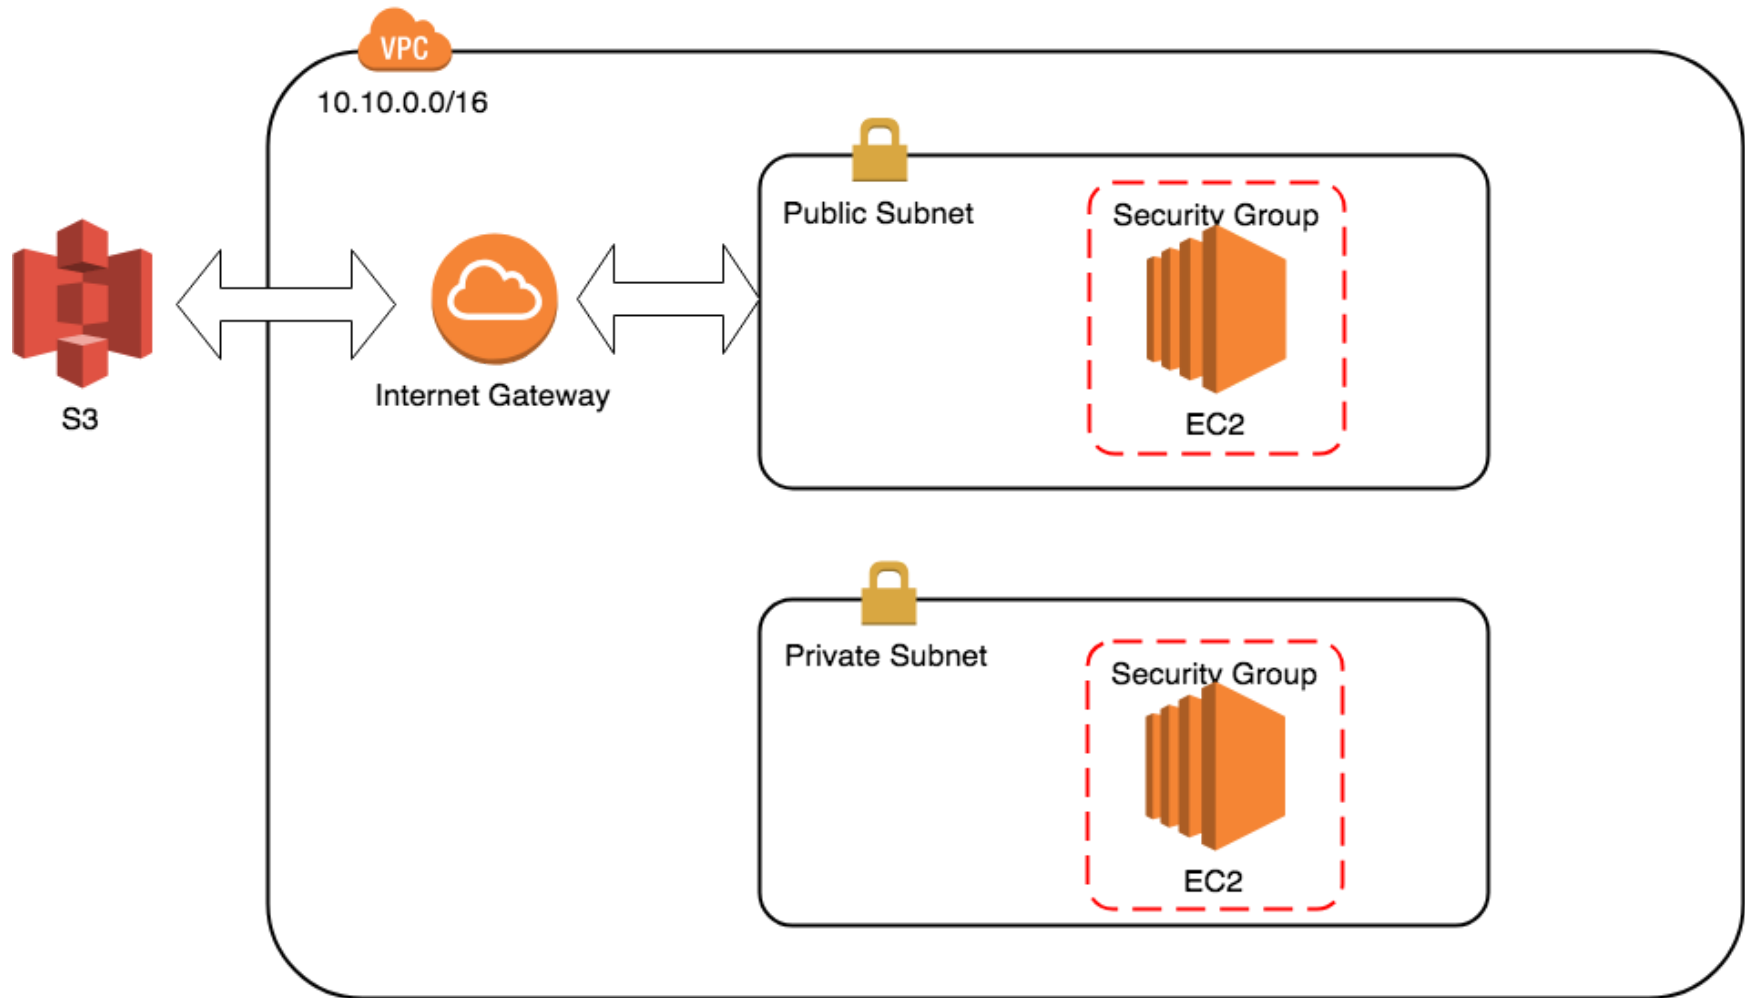 VPC
10.10.0.0/16
Public Subnet
Security Group
EC2
S3
Internet Gateway
Private Subnet
Security Group
EC2